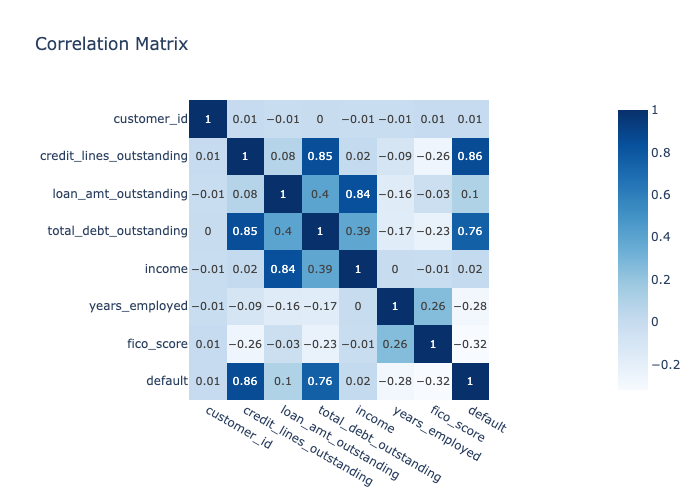 Correlation Matrix
customer_id 1 0.01 −0.01 0 −0.01 −0.01 0.01 0.01
credit_lines_outstanding 0.01 1 0.08 0.85 0.02 −0.09 −0.26 0.86
loan_amt_outstanding −0.01 0.08 1 0.4 0.84 −0.16 −0.03 0.1
total_debt_outstanding 0 0.85 0.4 1 0.39 −0.17 −0.23 0.76
income −0.01 0.02 0.84 0.39 1 0 −0.01 0.02
years_employed −0.01 −0.09 −0.16 −0.17 0 1 0.26 −0.28
fico_score 0.01 −0.26 −0.03 −0.23 −0.01 0.26 1 −0.32
default 0.01 0.86 0.1 0.76 0.02 −0.28 −0.32 1
customer_id
credit_lines_outstanding
loan_amt_outstanding
total_debt_outstanding
income
years_employed
fico_score
default
1
0.8
0.6
0.4
0.2
0
−0.2